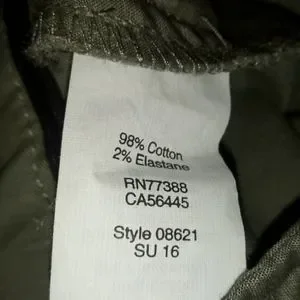 98% Cotton
2% Elastane
RN77388
CA56445
Style 08621
SU 16